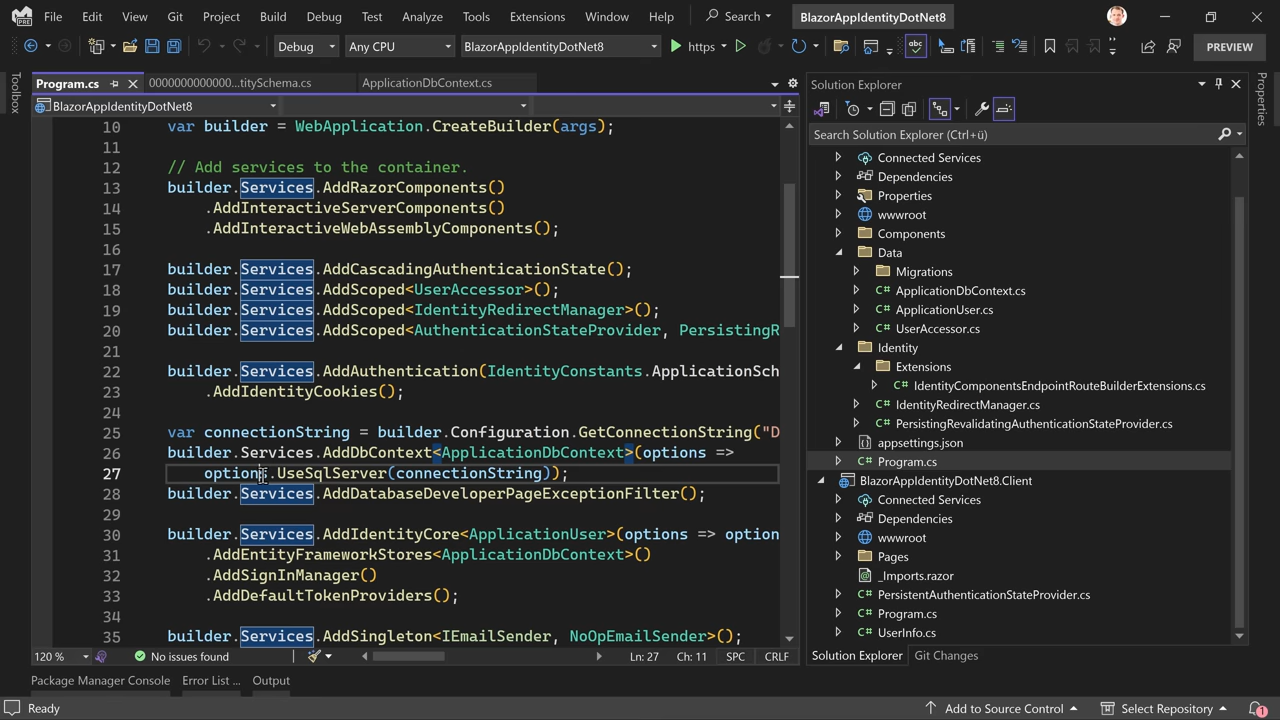 File Edit View Git Project Build Debug Test Analyze Tools Extensions Window Help Search BlazorAppIdentityDotNet8
Debug Any CPU BlazorAppIdentityDotNet8 https abc PREVIEW
Toolbox
Program.cs 0000000000000...titySchema.cs ApplicationDbContext.cs
BlazorAppIdentityDotNet8
10 var builder = WebApplication.CreateBuilder(args);
11
12 // Add services to the container.
13 builder.Services.AddRazorComponents()
14 .AddInteractiveServerComponents()
15 .AddInteractiveWebAssemblyComponents();
16
17 builder.Services.AddCascadingAuthenticationState();
18 builder.Services.AddScoped<UserAccessor>();
19 builder.Services.AddScoped<IdentityRedirectManager>();
20 builder.Services.AddScoped<AuthenticationStateProvider, PersistingR
21
22 builder.Services.AddAuthentication(IdentityConstants.ApplicationSch
23 .AddIdentityCookies();
24
25 var connectionString = builder.Configuration.GetConnectionString("D
26 builder.Services.AddDbContext<ApplicationDbContext>(options =>
27 options.UseSqlServer(connectionString));
28 builder.Services.AddDatabaseDeveloperPageExceptionFilter();
29
30 builder.Services.AddIdentityCore<ApplicationUser>(options => option
31 .AddEntityFrameworkStores<ApplicationDbContext>()
32 .AddSignInManager()
33 .AddDefaultTokenProviders();
34
35 builder.Services.AddSingleton<IEmailSender, NoOpEmailSender>();
120 % No issues found Ln: 27 Ch: 11 SPC CRLF
Solution Explorer
Search Solution Explorer (Ctrl+ü)
Connected Services
Dependencies
Properties
wwwroot
Components
Data
Migrations
C# ApplicationDbContext.cs
C# ApplicationUser.cs
C# UserAccessor.cs
Identity
Extensions
C# IdentityComponentsEndpointRouteBuilderExtensions.cs
C# IdentityRedirectManager.cs
C# PersistingRevalidatingAuthenticationStateProvider.cs
appsettings.json
C# Program.cs
BlazorAppIdentityDotNet8.Client
Connected Services
Dependencies
wwwroot
Pages
_Imports.razor
C# PersistentAuthenticationStateProvider.cs
C# Program.cs
C# UserInfo.cs
Solution Explorer Git Changes
Properties
Package Manager Console Error List ... Output
Ready Add to Source Control Select Repository 1